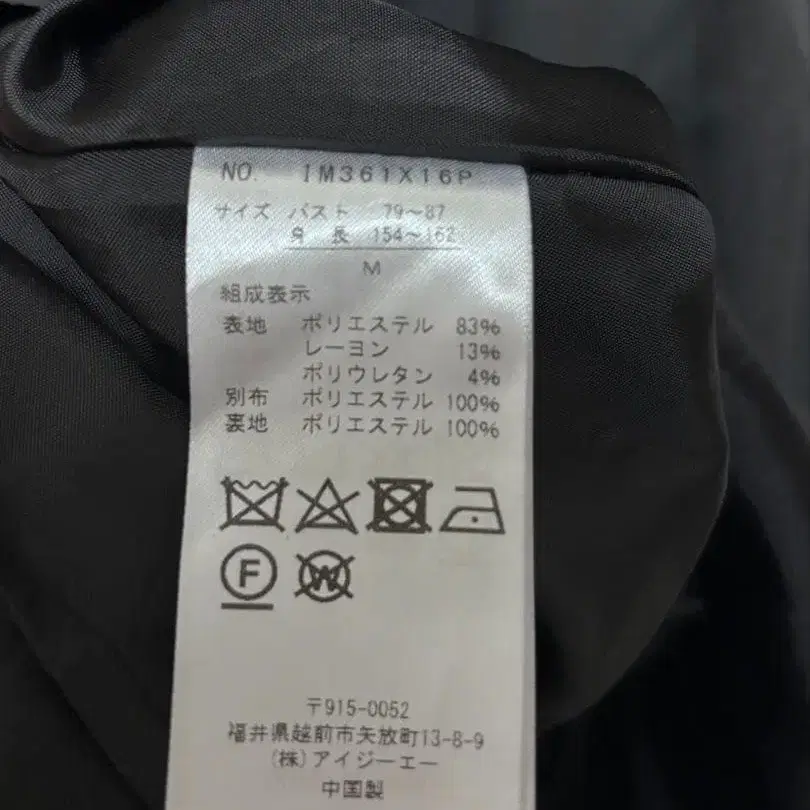 NO. IM361X16P
サイズ バスト 79～87
身 長 154～162
M
組成表示
表地 ポリエステル 83%
レーヨン 13%
ポリウレタン 4%
別布 ポリエステル 100%
裏地 ポリエステル 100%
F W
〒915-0052
福井県越前市矢放町13-8-9
(株)アイジーエー
中国製